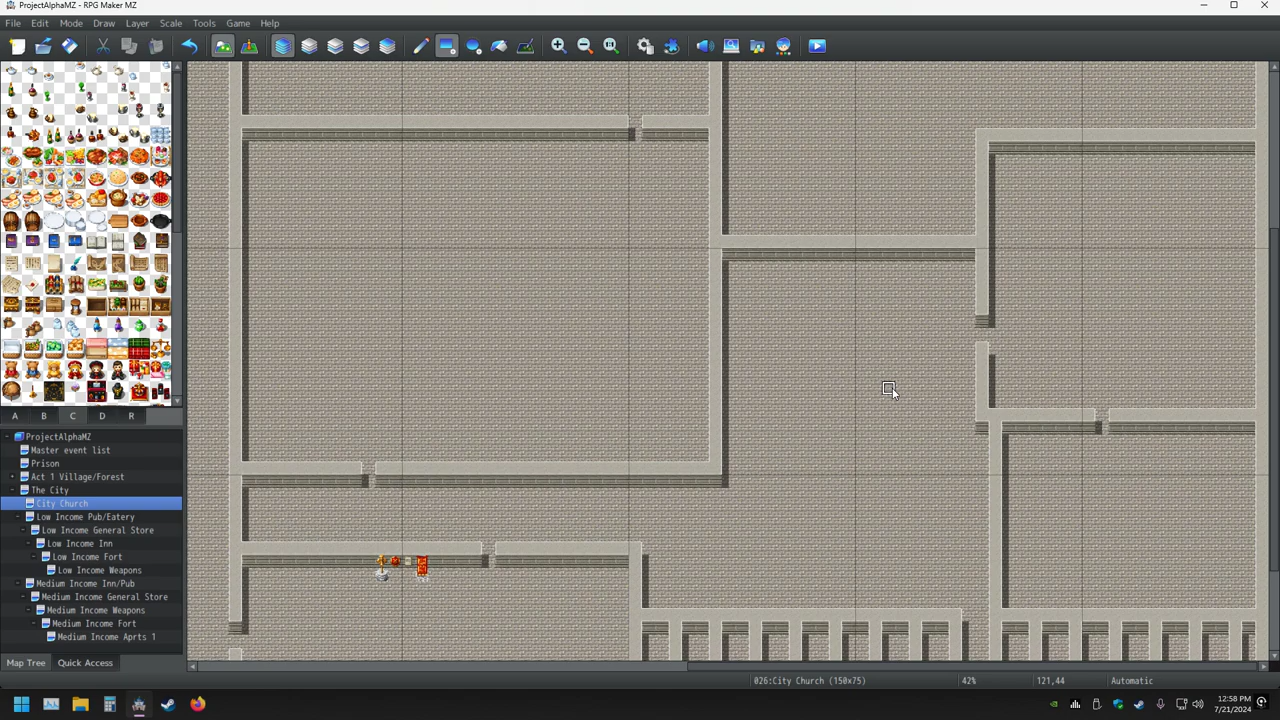 ProjectAlphaMZ - RPG Maker MZ
File Edit Mode Draw Layer Scale Tools Game Help
A B C D R
ProjectAlphaMZ
Master event list
Prison
Act 1 Village/Forest
The City
City Church
Low Income Pub/Eatery
Low Income General Store
Low Income Inn
Low Income Fort
Low Income Weapons
Medium Income Inn/Pub
Medium Income General Store
Medium Income Weapons
Medium Income Fort
Medium Income Aprts 1
Map Tree Quick Access
026:City Church (150x75) 42% 121,44 Automatic
12:58 PM
7/21/2024